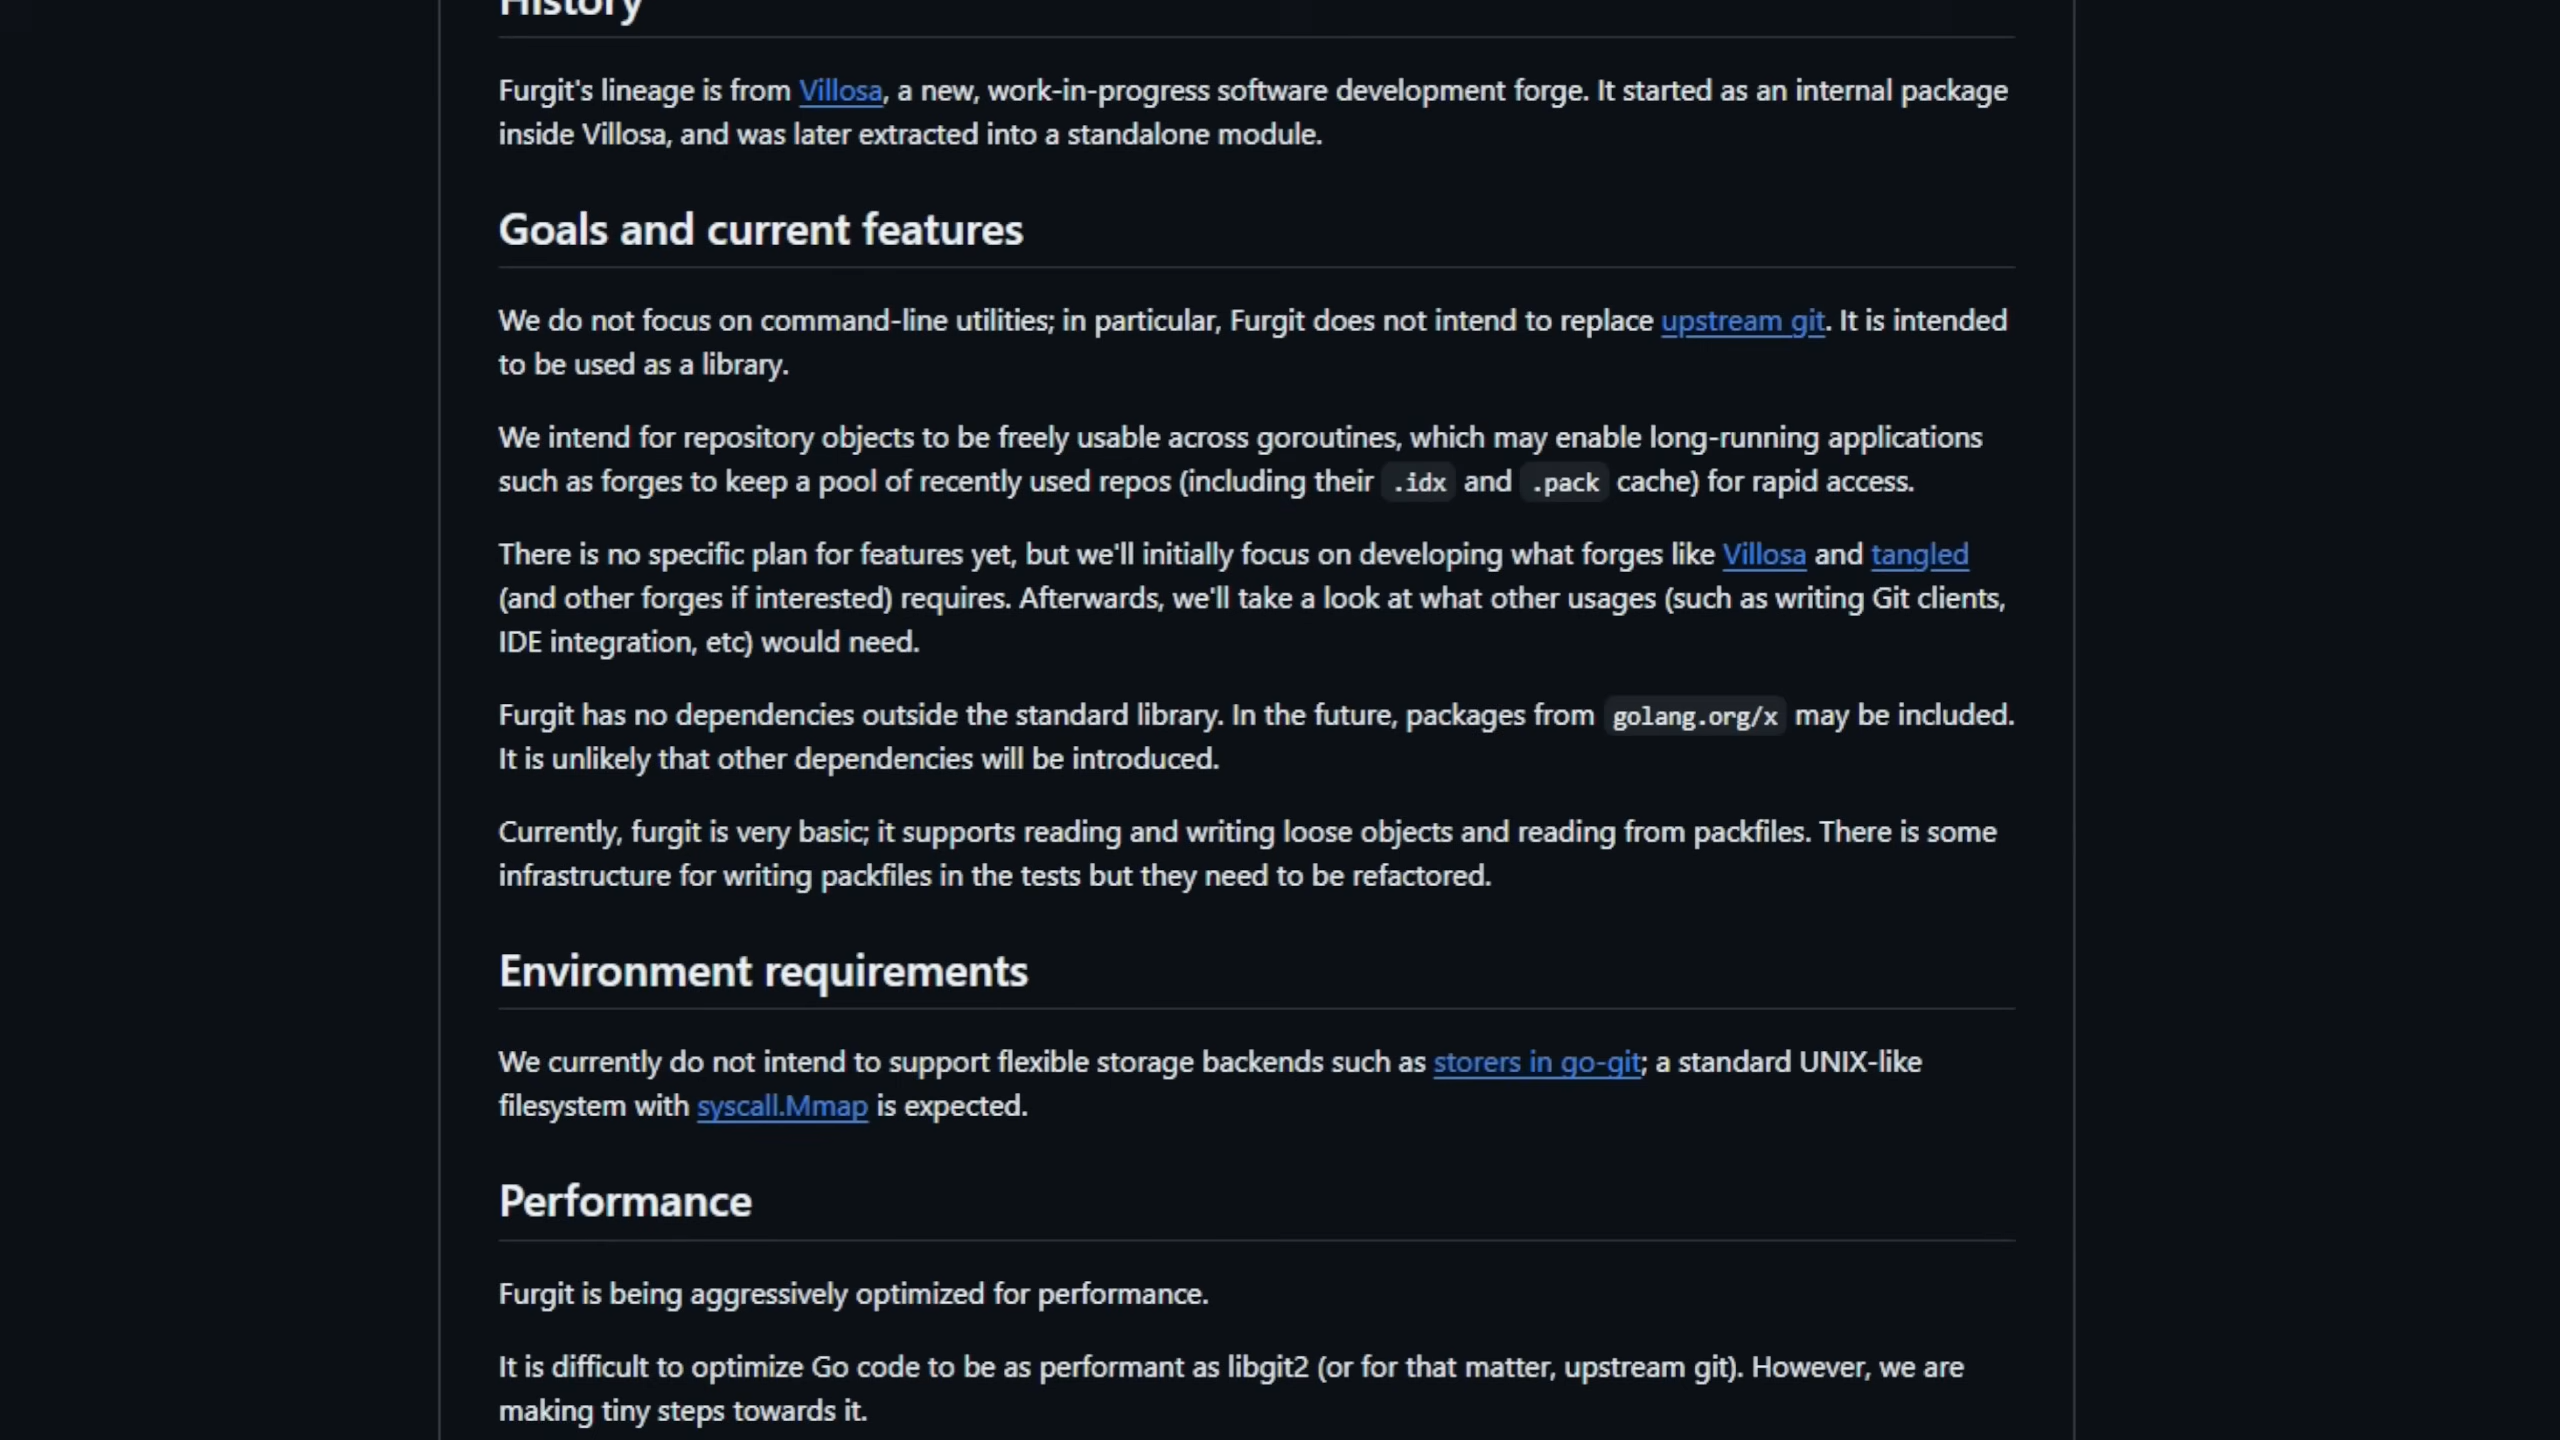 History
Furgit's lineage is from Villosa, a new, work-in-progress software development forge. It started as an internal package
inside Villosa, and was later extracted into a standalone module.
Goals and current features
We do not focus on command-line utilities; in particular, Furgit does not intend to replace upstream git. It is intended
to be used as a library.
We intend for repository objects to be freely usable across goroutines, which may enable long-running applications
such as forges to keep a pool of recently used repos (including their .idx and .pack cache) for rapid access.
There is no specific plan for features yet, but we'll initially focus on developing what forges like Villosa and tangled
(and other forges if interested) requires. Afterwards, we'll take a look at what other usages (such as writing Git clients,
IDE integration, etc) would need.
Furgit has no dependencies outside the standard library. In the future, packages from golang.org/x may be included.
It is unlikely that other dependencies will be introduced.
Currently, furgit is very basic; it supports reading and writing loose objects and reading from packfiles. There is some
infrastructure for writing packfiles in the tests but they need to be refactored.
Environment requirements
We currently do not intend to support flexible storage backends such as storers in go-git; a standard UNIX-like
filesystem with syscall.Mmap is expected.
Performance
Furgit is being aggressively optimized for performance.
It is difficult to optimize Go code to be as performant as libgit2 (or for that matter, upstream git). However, we are
making tiny steps towards it.